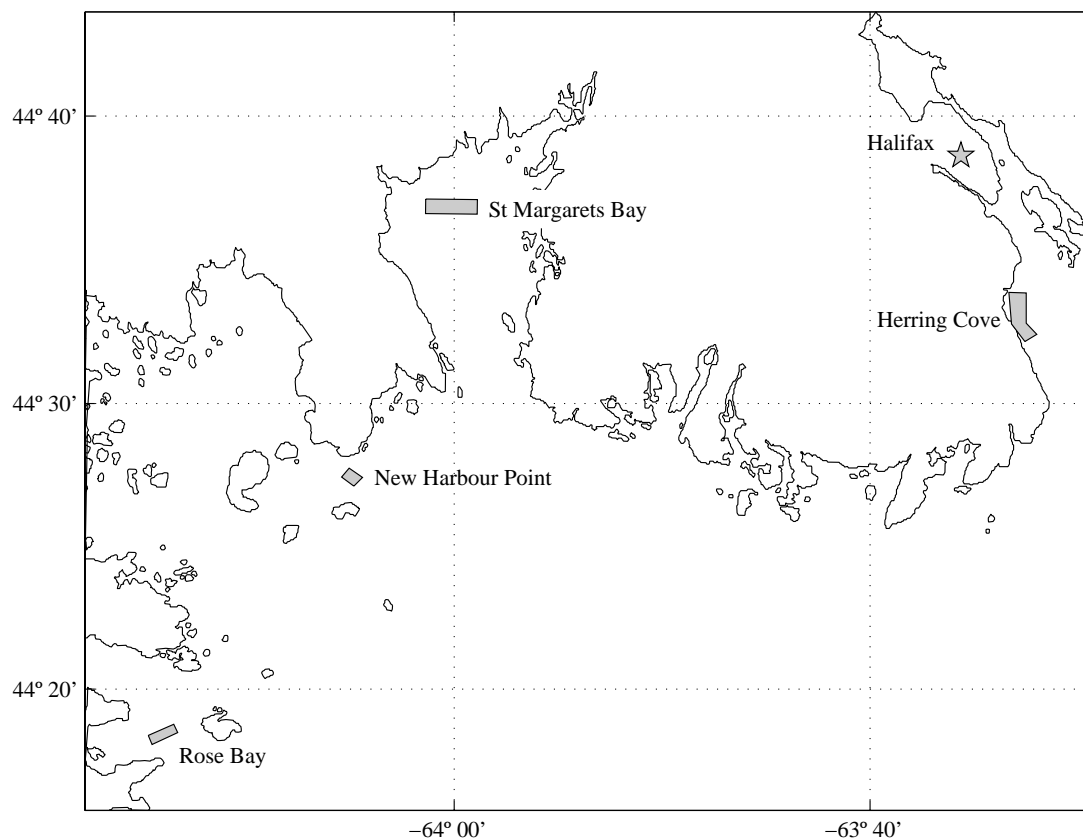 44º 40’
Halifax
St Margarets Bay
Herring Cove
44º 30’
New Harbour Point
44º 20’
Rose Bay
−64º 00’
−63º 40’